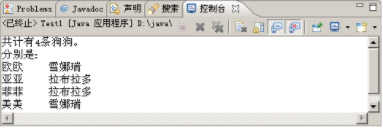 Problems @ Javadoc 声明 搜索 控制台
<已终止> Test1 [Java 应用程序] D:\java\
共计有4条狗狗。
分别是:
欧欧 雪娜瑞
亚亚 拉布拉多
菲菲 拉布拉多
美美 雪娜瑞